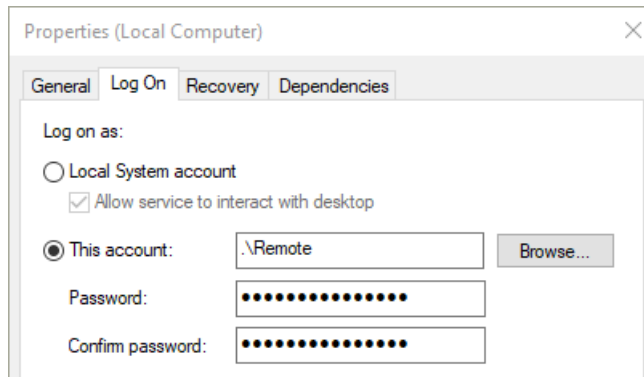 Properties (Local Computer)
General Log On Recovery Dependencies
Log on as:
Local System account
Allow service to interact with desktop
This account: .\Remote Browse...
Password: •••••••••••••••
Confirm password: •••••••••••••••